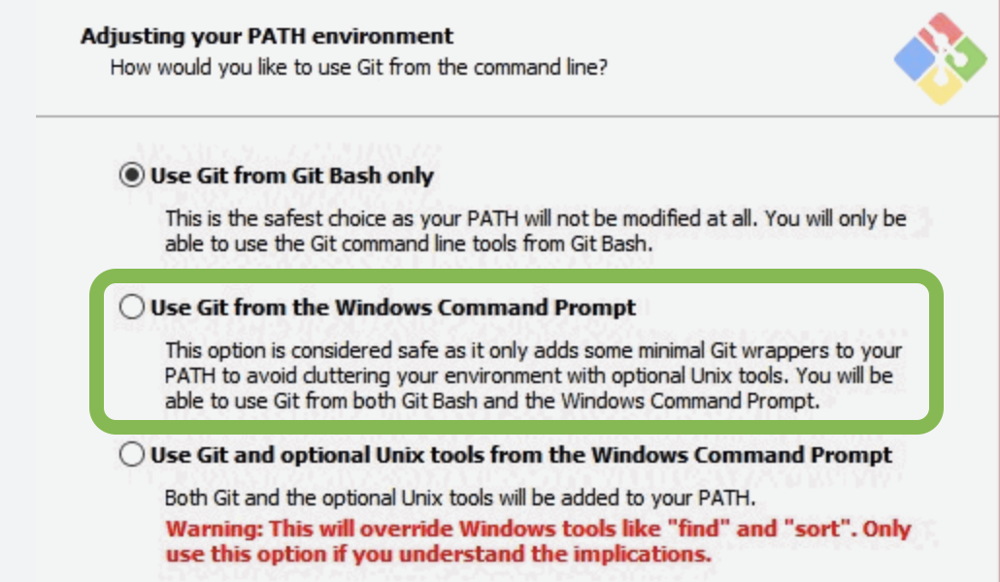 Adjusting your PATH environment
How would you like to use Git from the command line?
Use Git from Git Bash only
This is the safest choice as your PATH will not be modified at all. You will only be
able to use the Git command line tools from Git Bash.
Use Git from the Windows Command Prompt
This option is considered safe as it only adds some minimal Git wrappers to your
PATH to avoid cluttering your environment with optional Unix tools. You will be
able to use Git from both Git Bash and the Windows Command Prompt.
Use Git and optional Unix tools from the Windows Command Prompt
Both Git and the optional Unix tools will be added to your PATH.
Warning: This will override Windows tools like "find" and "sort". Only
use this option if you understand the implications.